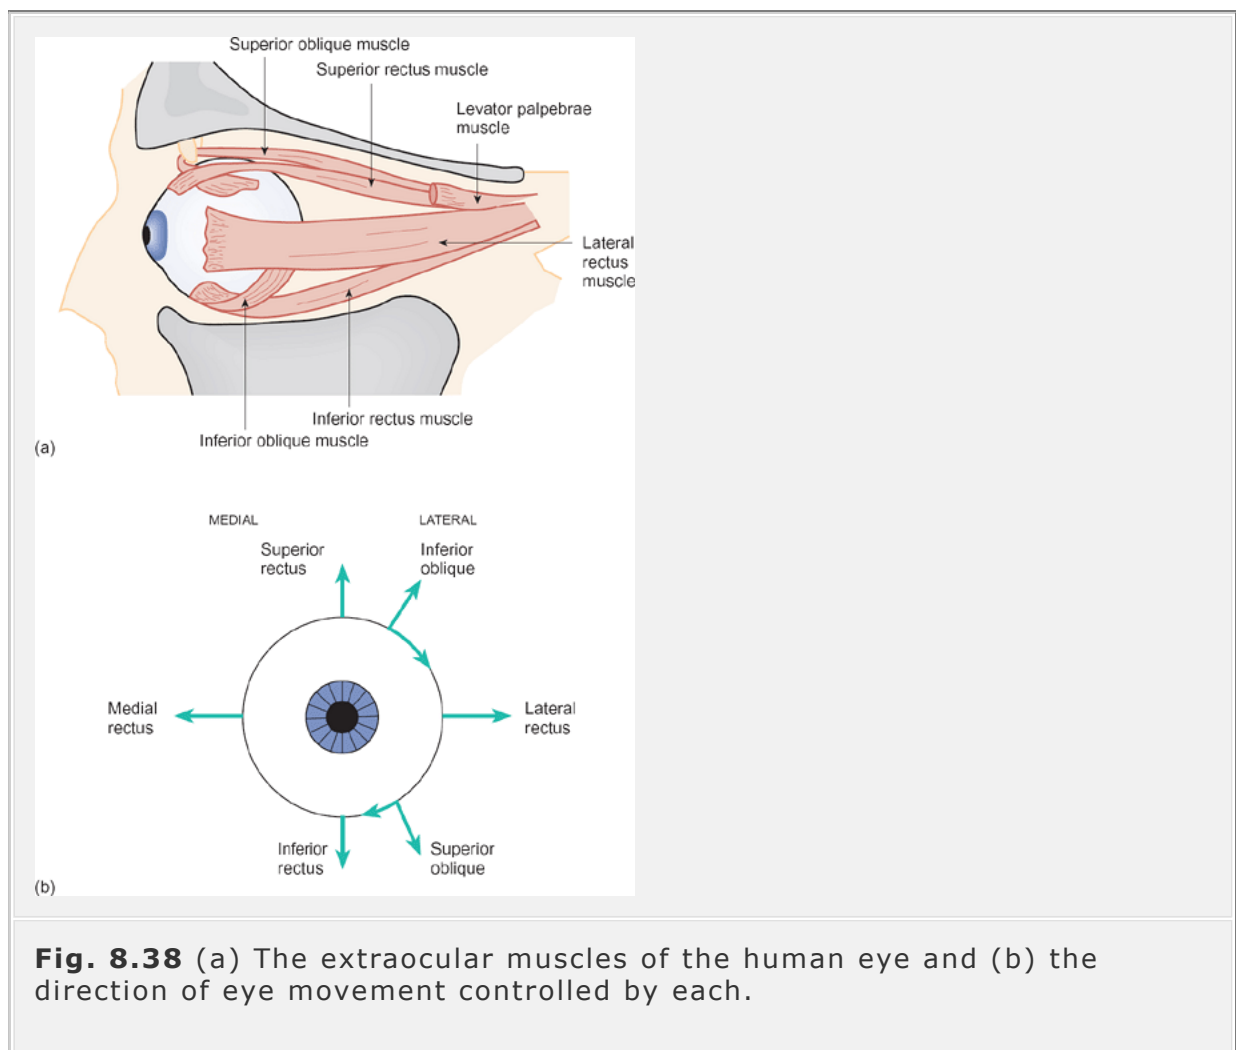 Superior oblique muscle
Superior rectus muscle
Levator palpebrae
muscle
Lateral
rectus
muscle
Inferior rectus muscle
Inferior oblique muscle
(a)
MEDIAL
LATERAL
Superior
rectus
Inferior
oblique
Medial
rectus
Lateral
rectus
Inferior
rectus
Superior
oblique
(b)
Fig. 8.38 (a) The extraocular muscles of the human eye and (b) the
direction of eye movement controlled by each.